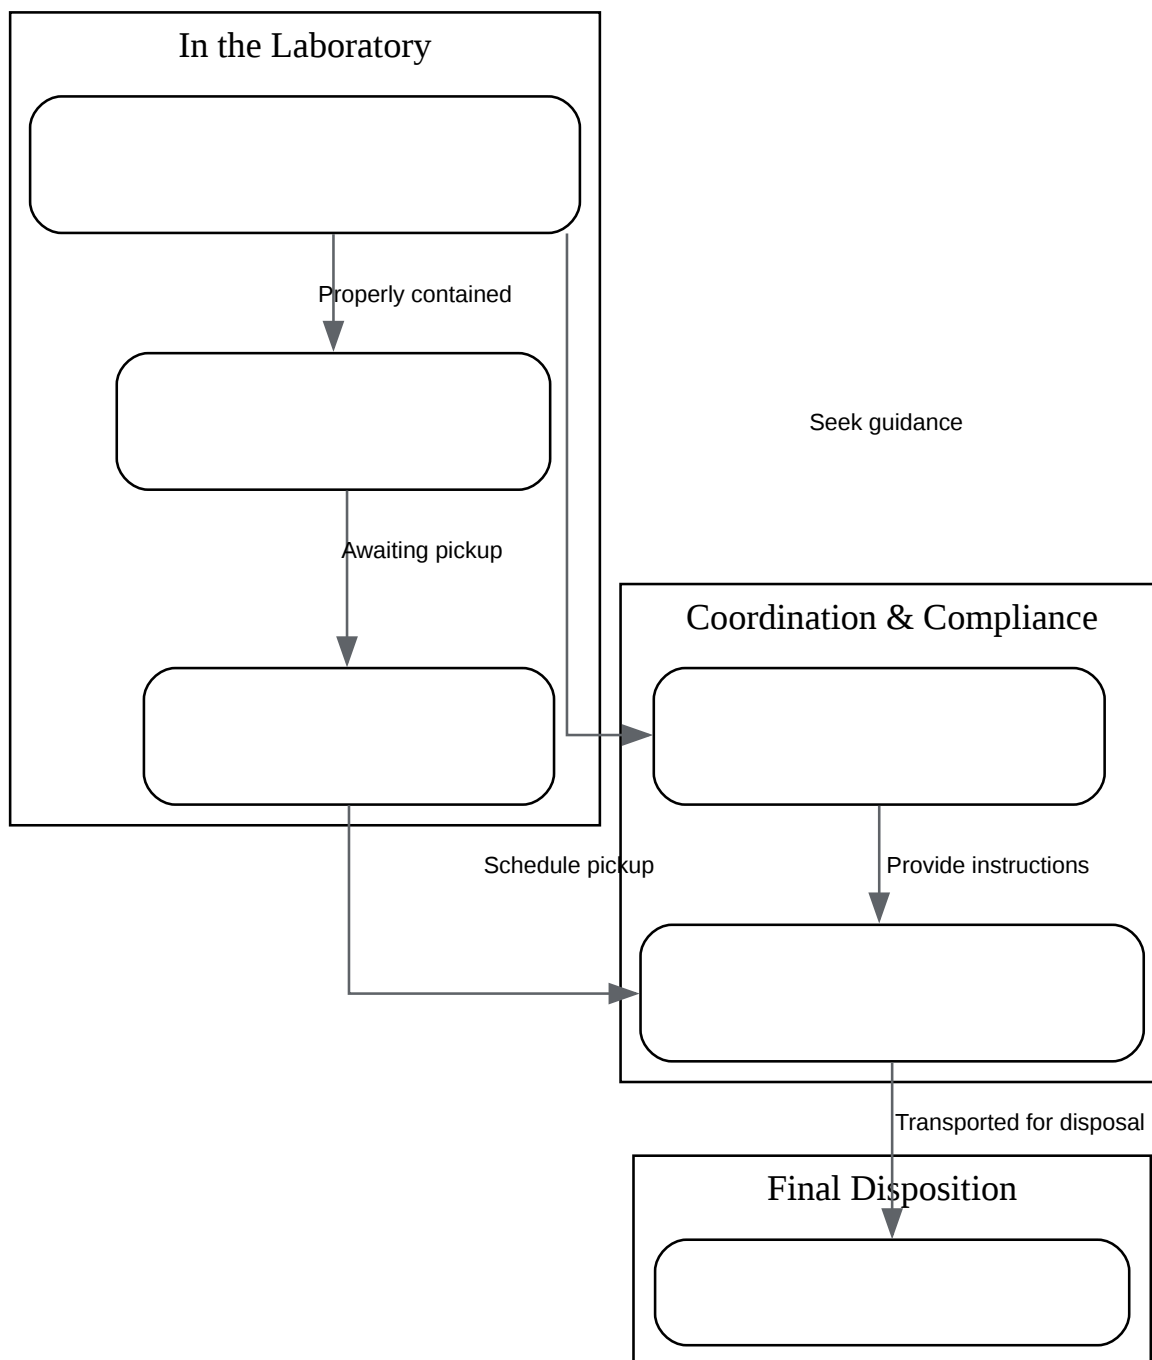 In the Laboratory
Properly contained
Seek guidance
Awaiting pickup
Coordination & Compliance
Schedule pickup
Provide instructions
Transported for disposal
Final Disposition